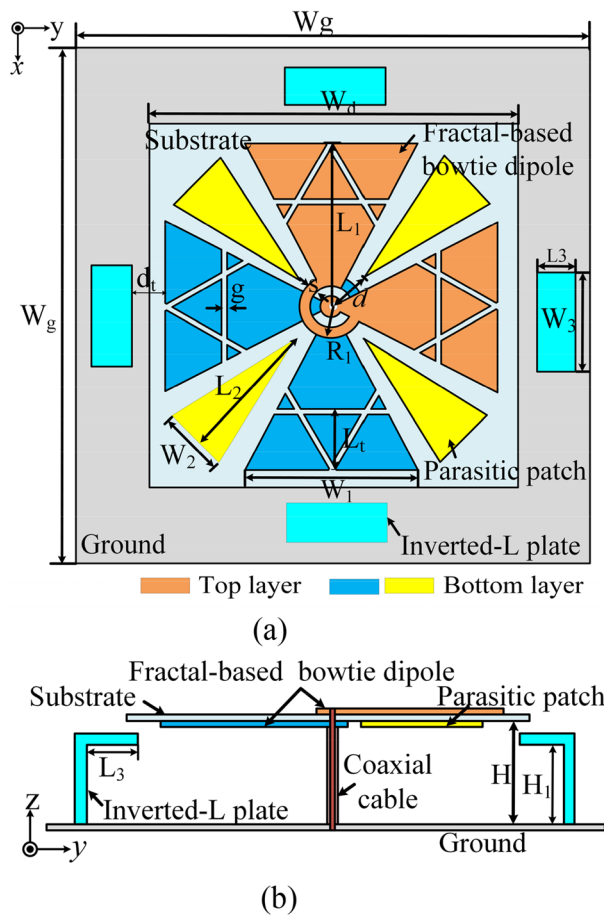 Wg
y
x
Wd
Substrate
Fractal-based
bowtie dipole
L1
L3
dt
g
s
d
W3
Wg
R1
L2
Lt
W2
W1
Parasitic patch
Ground
Inverted-L plate
Top layer
Bottom layer
(a)
Fractal-based bowtie dipole
Substrate
Parasitic patch
L3
Coaxial
cable
H
H1
Inverted-L plate
z
y
Ground
(b)